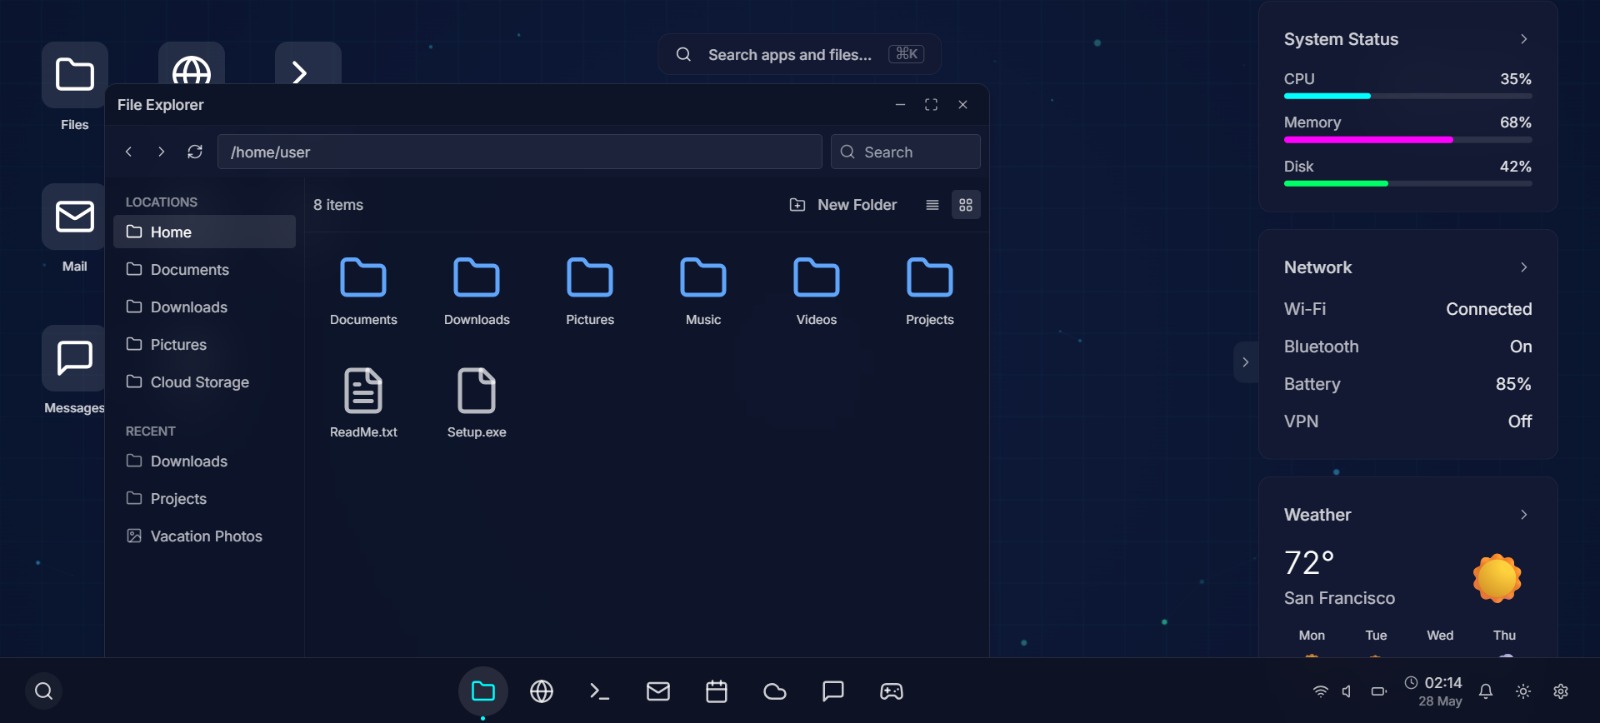 Search apps and files... ⌘K
Files
Mail
Messages
File Explorer
/home/user
Search
LOCATIONS
Home
Documents
Downloads
Pictures
Cloud Storage
RECENT
Downloads
Projects
Vacation Photos
8 items
New Folder
Documents Downloads Pictures Music Videos Projects
ReadMe.txt Setup.exe
System Status
CPU 35%
Memory 68%
Disk 42%
Network
Wi-Fi Connected
Bluetooth On
Battery 85%
VPN Off
Weather
72°
San Francisco
Mon Tue Wed Thu
02:14
28 May